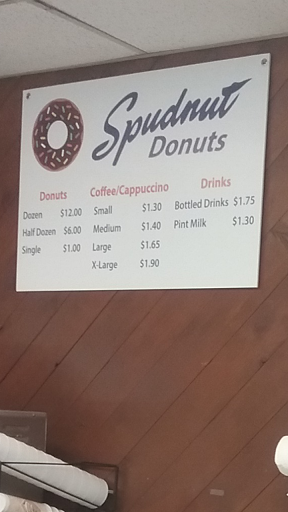 Spudnut
Donuts
Donuts
Dozen $12.00
Half Dozen $6.00
Single $1.00
Coffee/Cappuccino
Small $1.30
Medium $1.40
Large $1.65
X-Large $1.90
Drinks
Bottled Drinks $1.75
Pint Milk $1.30